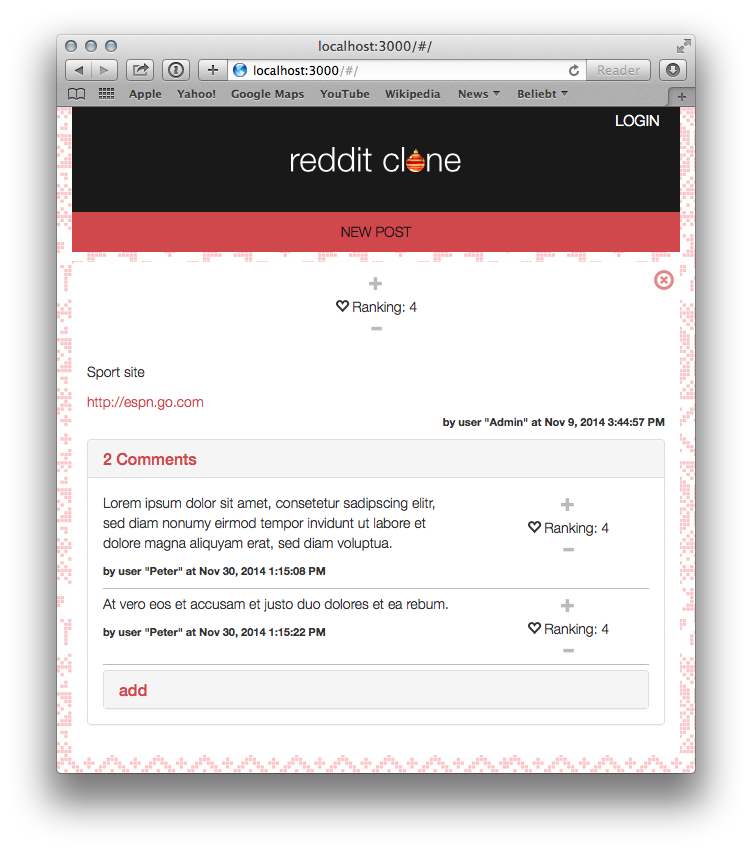 localhost:3000/#/
localhost:3000/#/
Reader
Apple Yahoo! Google Maps YouTube Wikipedia News Beliebt
LOGIN
reddit clone
NEW POST
Ranking: 4
Sport site
http://espn.go.com
by user "Admin" at Nov 9, 2014 3:44:57 PM
2 Comments
Lorem ipsum dolor sit amet, consetetur sadipscing elitr,
sed diam nonumy eirmod tempor invidunt ut labore et
dolore magna aliquyam erat, sed diam voluptua.
by user "Peter" at Nov 30, 2014 1:15:08 PM
Ranking: 4
At vero eos et accusam et justo duo dolores et ea rebum.
by user "Peter" at Nov 30, 2014 1:15:22 PM
Ranking: 4
add